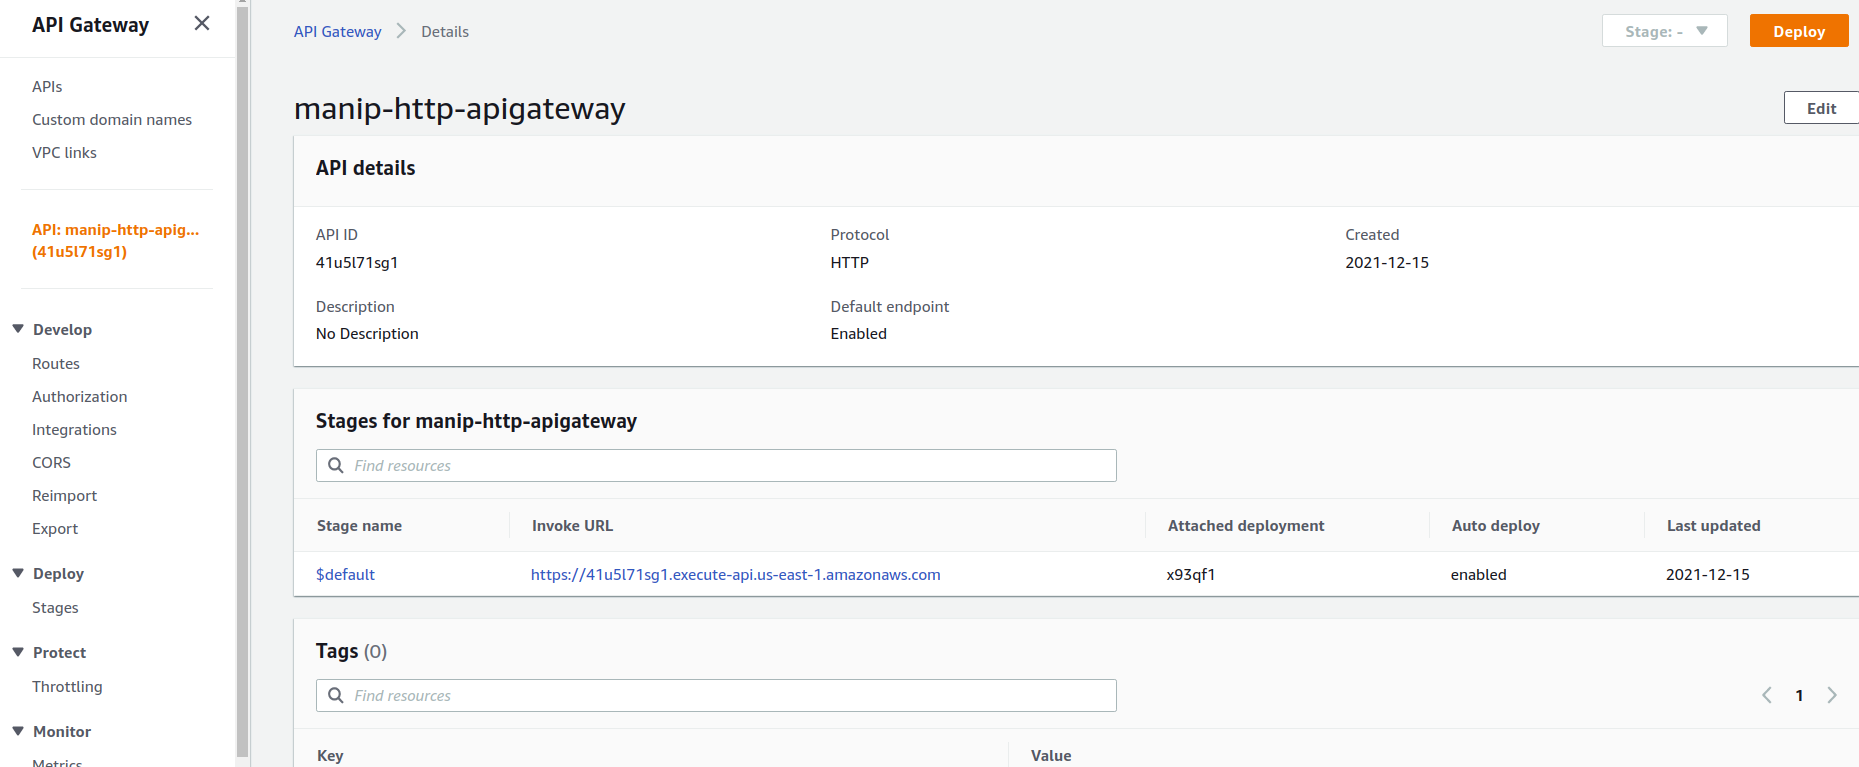 API Gateway
APIs
Custom domain names
VPC links
API: manip-http-apig...
(41u5l71sg1)
Develop
Routes
Authorization
Integrations
CORS
Reimport
Export
Deploy
Stages
Protect
Throttling
Monitor
Metrics
API Gateway > Details
Stage: -
Deploy
manip-http-apigateway
Edit
API details
API ID Protocol Created
41u5l71sg1 HTTP 2021-12-15
Description Default endpoint
No Description Enabled
Stages for manip-http-apigateway
Find resources
Stage name Invoke URL Attached deployment Auto deploy Last updated
$default https://41u5l71sg1.execute-api.us-east-1.amazonaws.com x93qf1 enabled 2021-12-15
Tags (0)
Find resources
1
Key Value